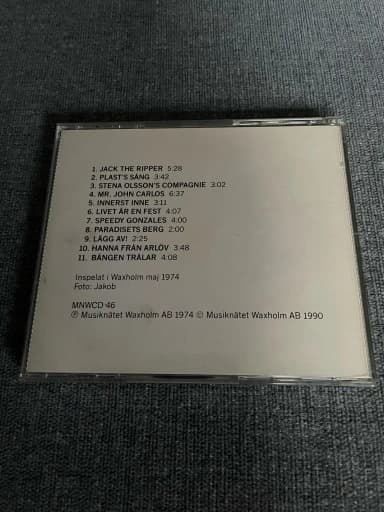 1. JACK THE RIPPER 5:28
2. PLAST'S SÅNG 3:42
3. STENA OLSSON'S COMPAGNIE 3:02
4. MR. JOHN CARLOS 6:37
5. INNERST INNE 3:11
6. LIVET ÄR EN FEST 4:07
7. SPEEDY GONZALES 4:00
8. PARADISETS BERG 2:00
9. LÄGG AV! 2:25
10. HANNA FRÅN ARLÖV 3:48
11. BÄNGEN TRÅLAR 4:08
Inspelat i Waxholm maj 1974
Foto: Jakob
MNWCD 46
℗ Musiknätet Waxholm AB 1974 © Musiknätet Waxholm AB 1990